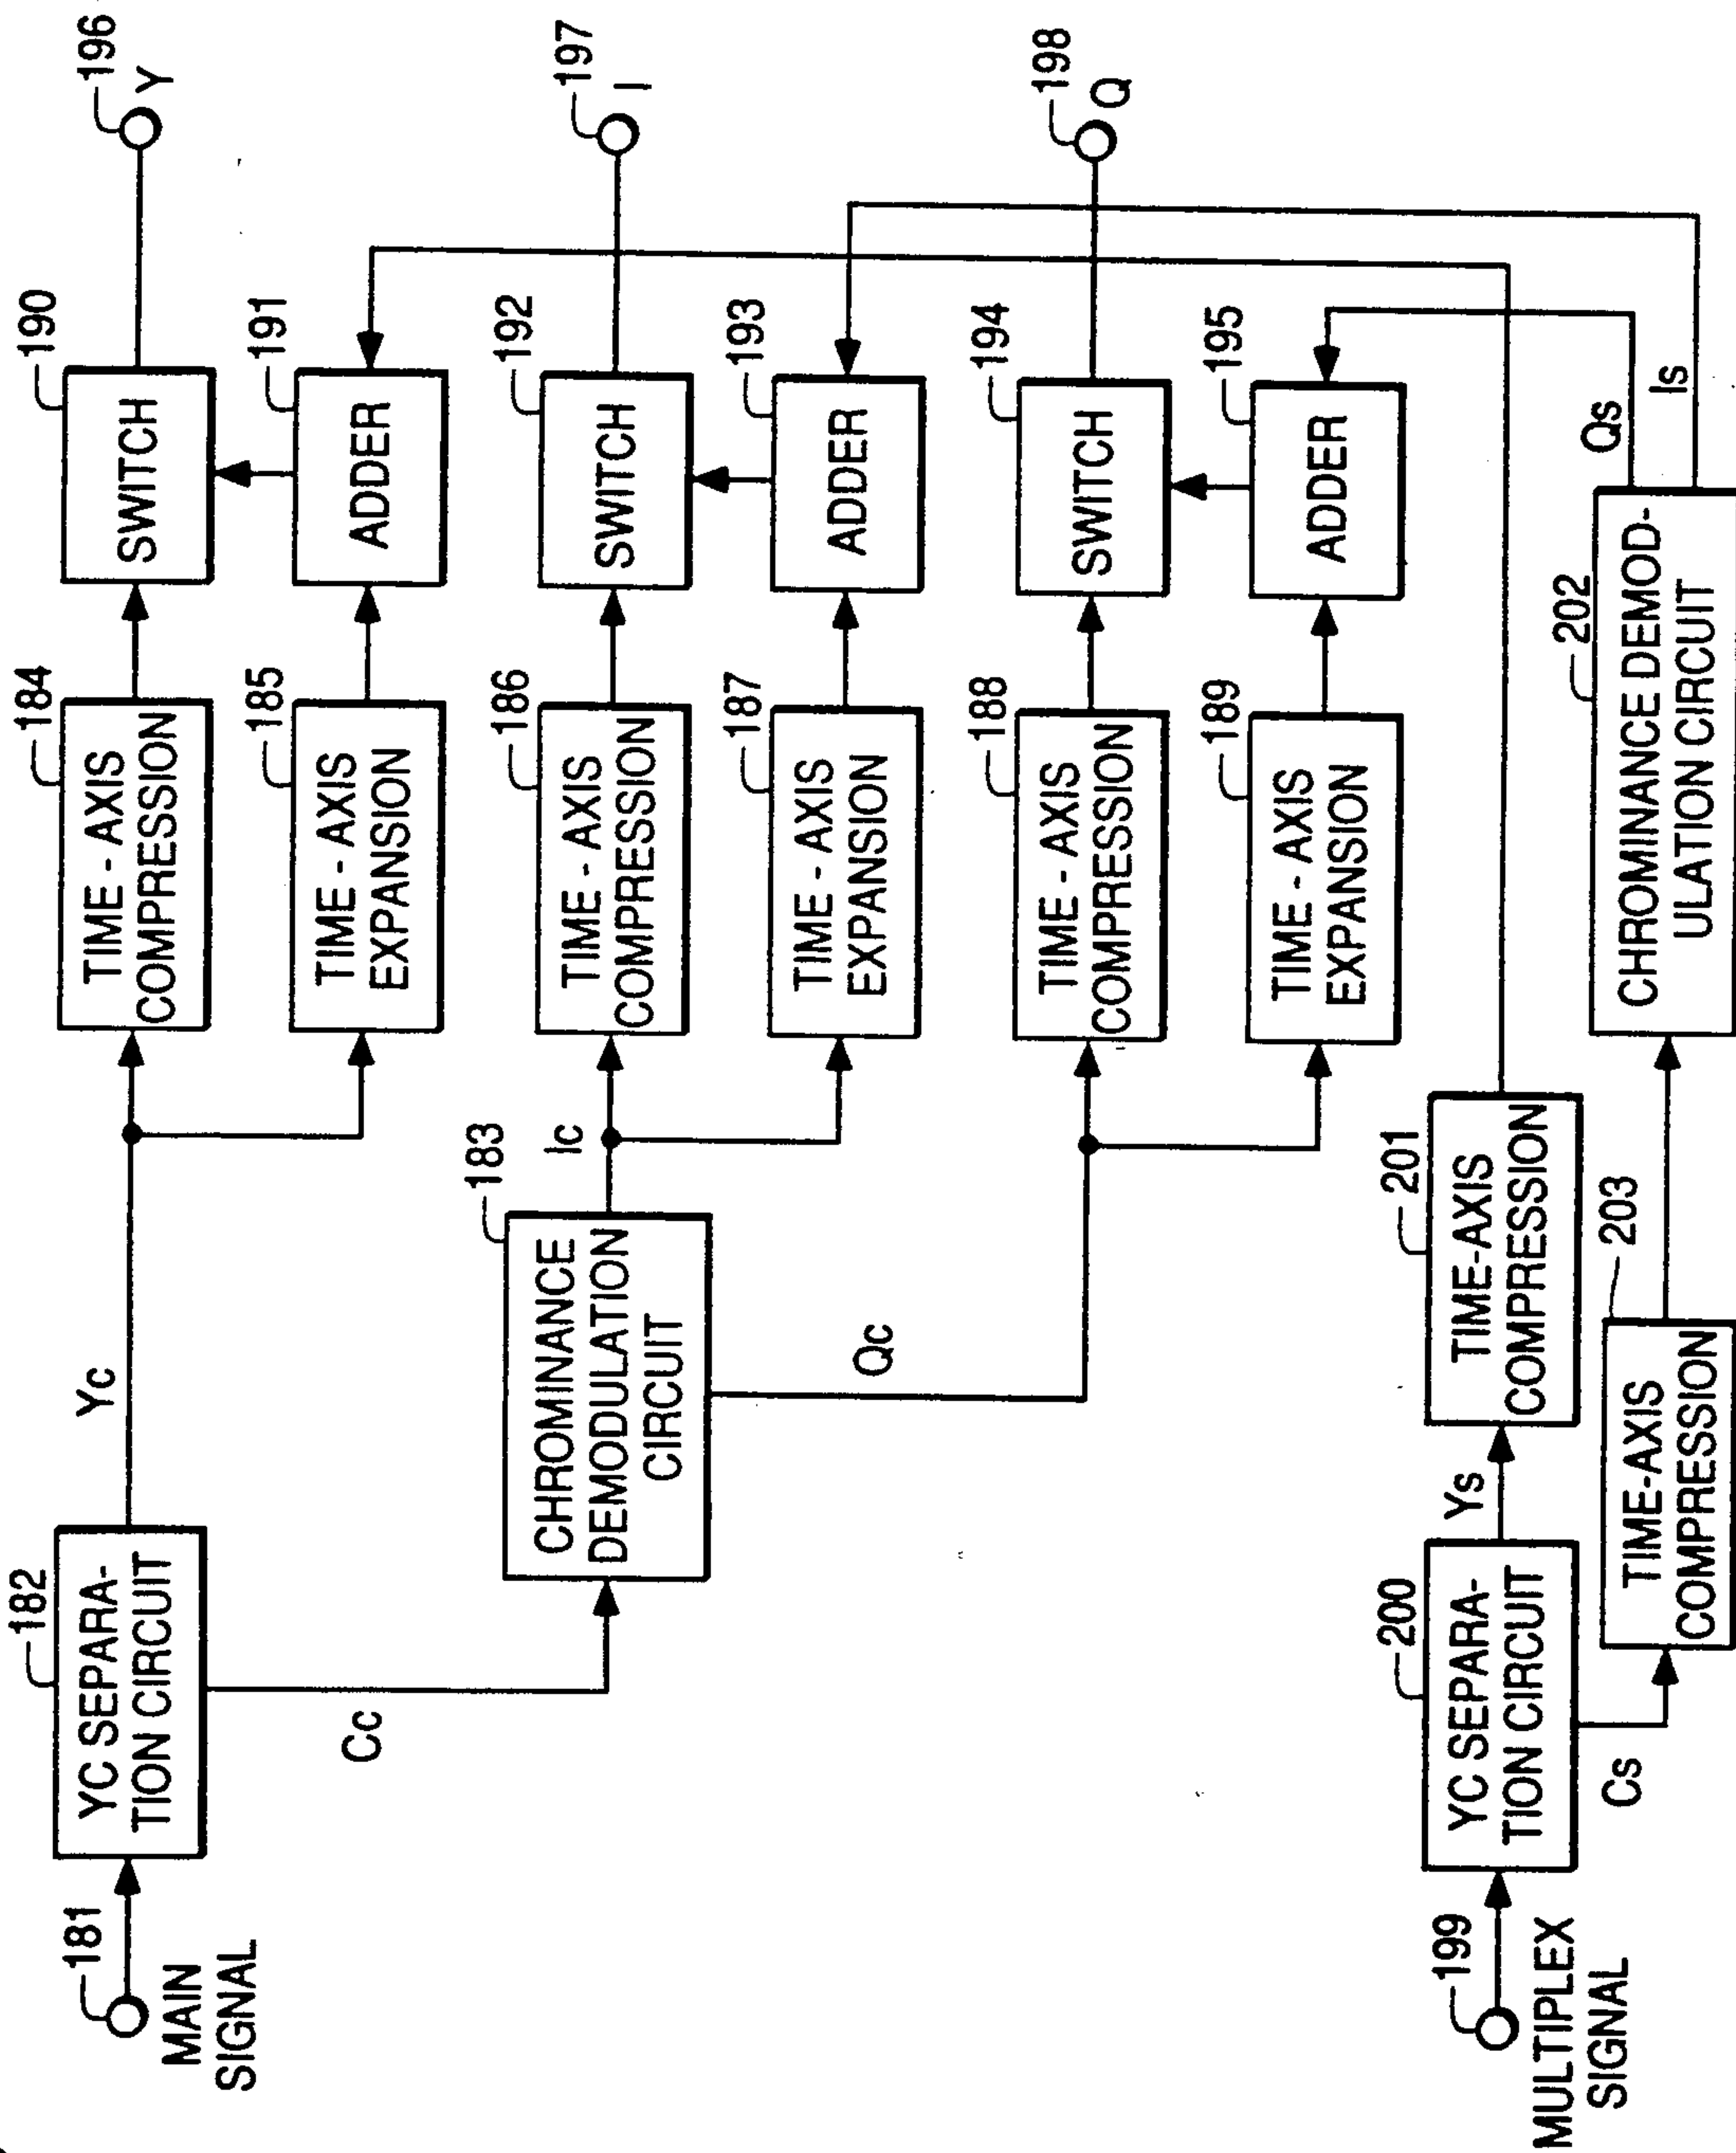 181
MAIN
SIGNAL
182
YC SEPARA-
TION CIRCUIT
Yc
Cc
183
CHROMINANCE
DEMODULATION
CIRCUIT
Ic
Qc
184
TIME - AXIS
COMPRESSION
185
TIME - AXIS
EXPANSION
186
TIME - AXIS
COMPRESSION
187
TIME - AXIS
EXPANSION
188
TIME - AXIS
COMPRESSION
189
TIME - AXIS
EXPANSION
190
SWITCH
191
ADDER
192
SWITCH
193
ADDER
194
SWITCH
195
ADDER
196
Y
197
I
198
Q
199
MULTIPLEX
SIGNAL
200
YC SEPARA-
TION CIRCUIT
Ys
Cs
201
TIME-AXIS
COMPRESSION
203
TIME-AXIS
COMPRESSION
202
CHROMINANCE DEMOD-
ULATION CIRCUIT
Qs
Is